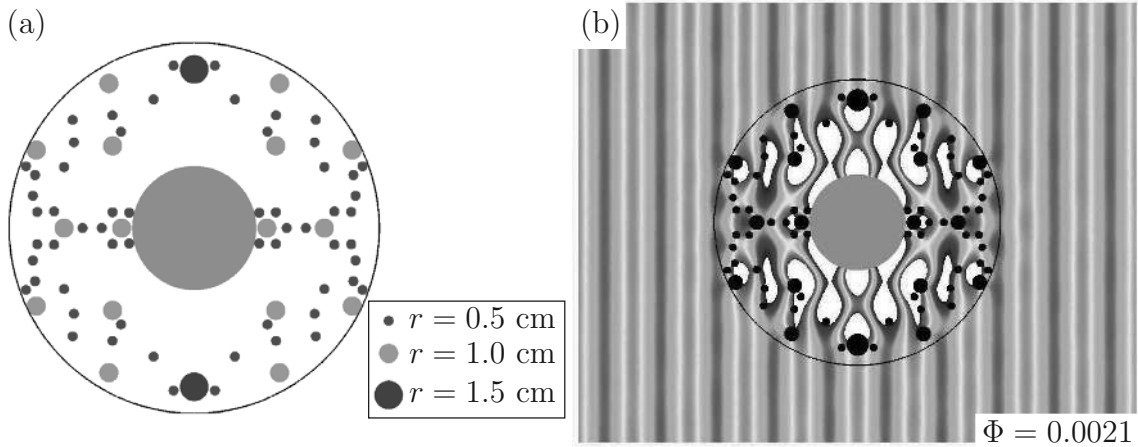 (a)
r = 0.5 cm
r = 1.0 cm
r = 1.5 cm
(b)
Φ = 0.0021